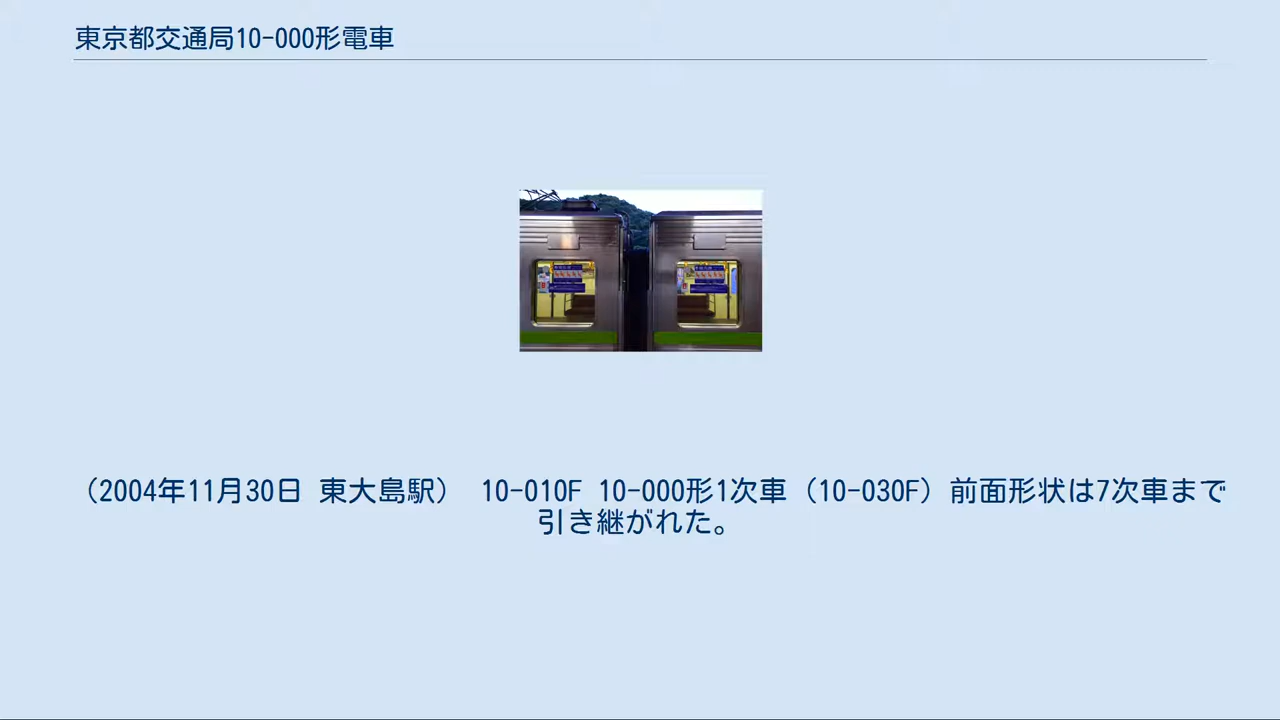 東京都交通局10-000形電車
（2004年11月30日 東大島駅） 10-010F 10-000形1次車（10-030F）前面形状は7次車まで
引き継がれた。